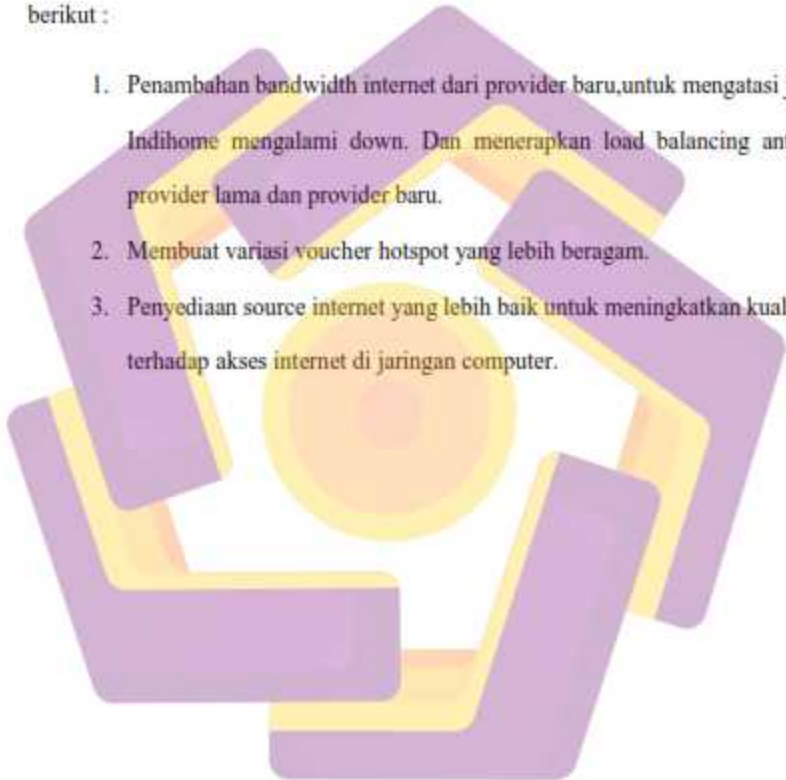 berikut :
1. Penambahan bandwidth internet dari provider baru,untuk mengatasi
Indihome mengalami down. Dan menerapkan load balancing
provider lama dan provider baru.
2. Membuat variasi voucher hotspot yang lebih beragam.
3. Penyediaan source internet yang lebih baik untuk meningkatkan
terhadap akses internet di jaringan computer.